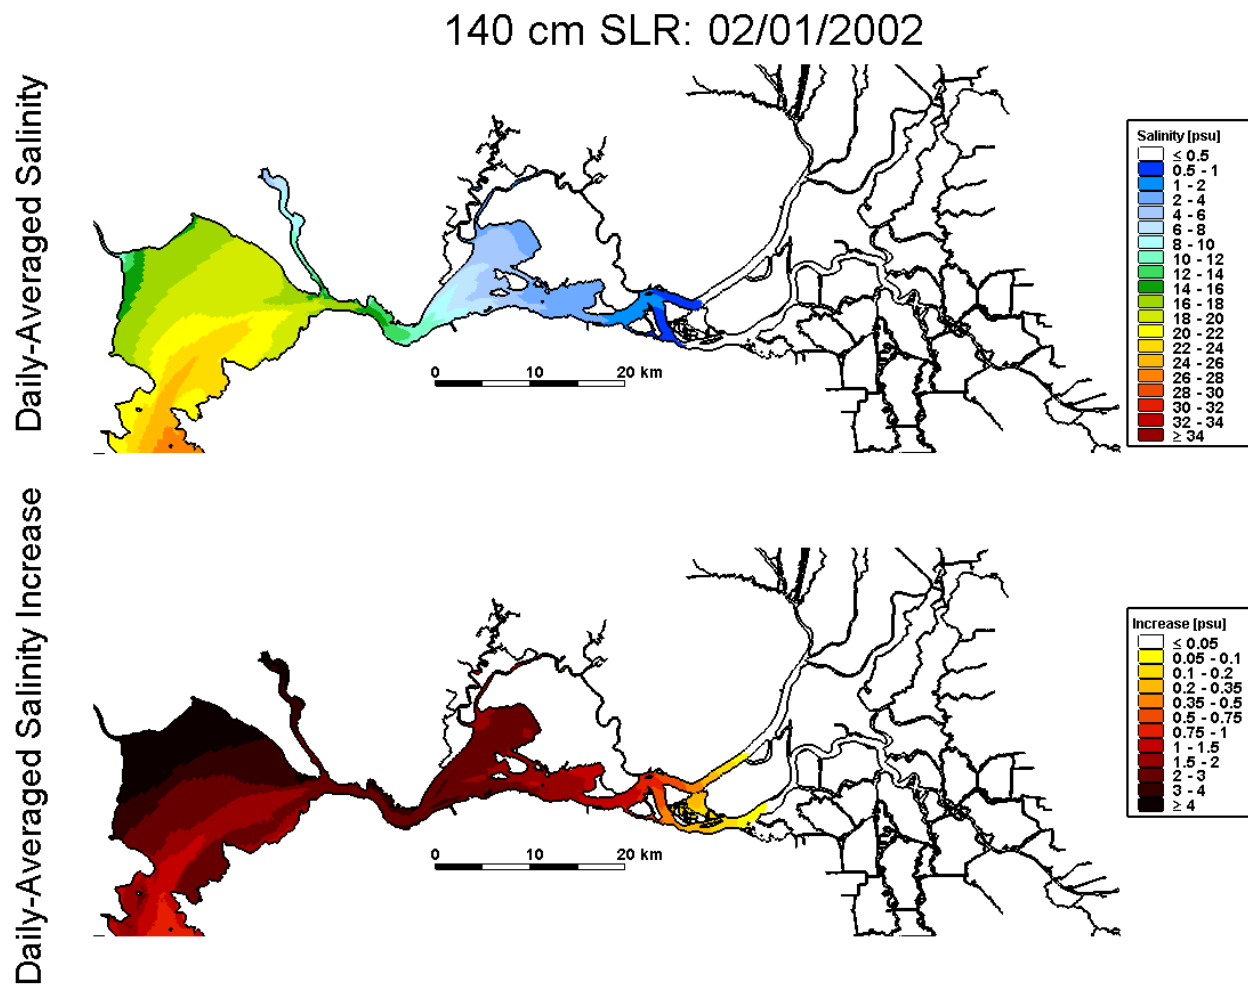 140 cm SLR: 02/01/2002
Daily-Averaged Salinity
Salinity [psu]
≤ 0.5
0.5 - 1
1 - 2
2 - 4
4 - 6
6 - 8
8 - 10
10 - 12
12 - 14
14 - 16
16 - 18
18 - 20
20 - 22
22 - 24
24 - 26
26 - 28
28 - 30
30 - 32
32 - 34
≥ 34
0 10 20 km
Daily-Averaged Salinity Increase
Increase [psu]
≤ 0.05
0.05 - 0.1
0.1 - 0.2
0.2 - 0.35
0.35 - 0.5
0.5 - 0.75
0.75 - 1
1 - 1.5
1.5 - 2
2 - 3
3 - 4
≥ 4
0 10 20 km